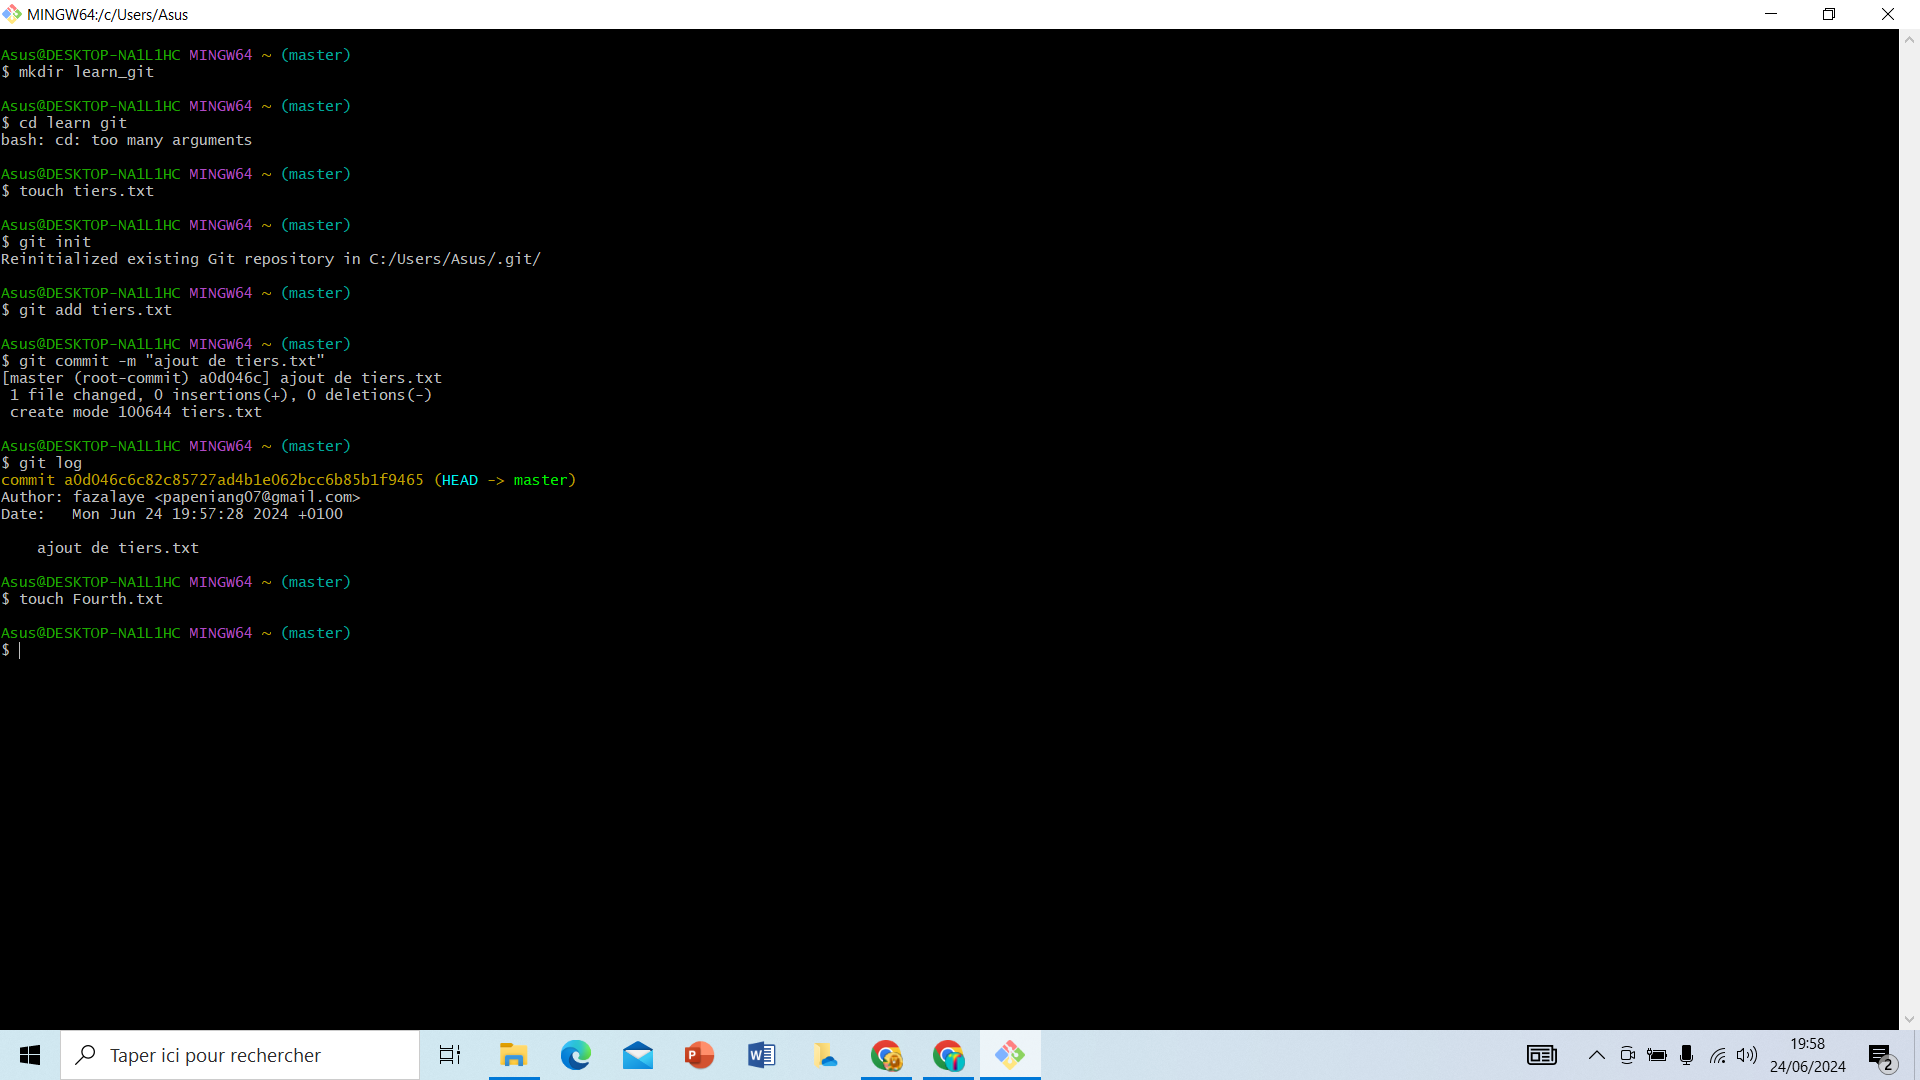 MINGW64:/c/Users/Asus
Asus@DESKTOP-NA1L1HC MINGW64 ~ (master)
$ mkdir learn_git
Asus@DESKTOP-NA1L1HC MINGW64 ~ (master)
$ cd learn git
bash: cd: too many arguments
Asus@DESKTOP-NA1L1HC MINGW64 ~ (master)
$ touch tiers.txt
Asus@DESKTOP-NA1L1HC MINGW64 ~ (master)
$ git init
Reinitialized existing Git repository in C:/Users/Asus/.git/
Asus@DESKTOP-NA1L1HC MINGW64 ~ (master)
$ git add tiers.txt
Asus@DESKTOP-NA1L1HC MINGW64 ~ (master)
$ git commit -m "ajout de tiers.txt"
[master (root-commit) a0d046c] ajout de tiers.txt
 1 file changed, 0 insertions(+), 0 deletions(-)
 create mode 100644 tiers.txt
Asus@DESKTOP-NA1L1HC MINGW64 ~ (master)
$ git log
commit a0d046c6c82c85727ad4b1e062bcc6b85b1f9465 (HEAD -> master)
Author: fazalaye <papeniang07@gmail.com>
Date:   Mon Jun 24 19:57:28 2024 +0100
    ajout de tiers.txt
Asus@DESKTOP-NA1L1HC MINGW64 ~ (master)
$ touch Fourth.txt
Asus@DESKTOP-NA1L1HC MINGW64 ~ (master)
$
Taper ici pour rechercher
19:58
24/06/2024
2